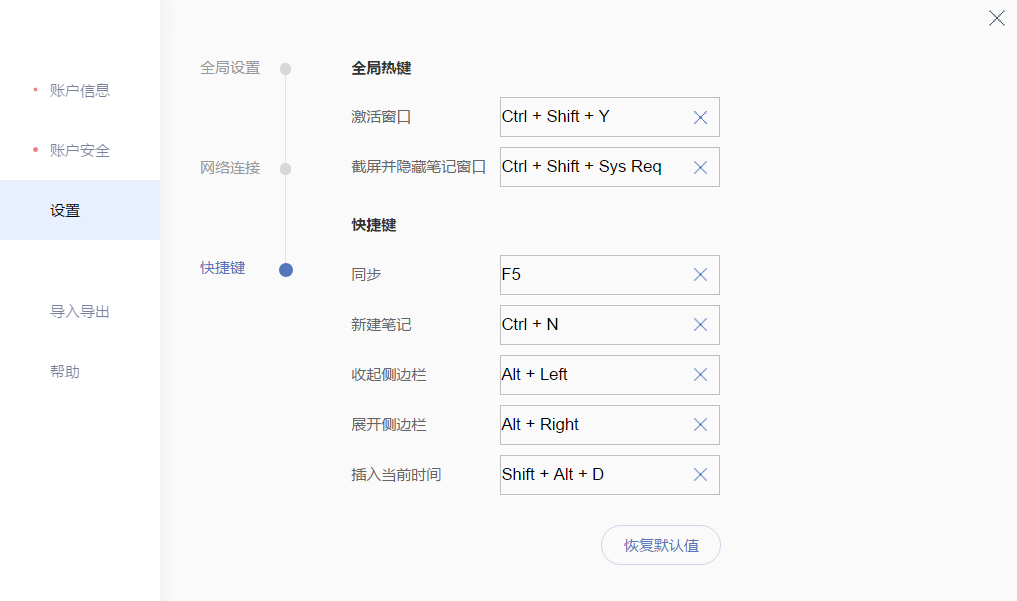 账户信息
账户安全
设置
导入导出
帮助
全局设置
网络连接
快捷键
全局热键
激活窗口 Ctrl + Shift + Y
截屏并隐藏笔记窗口 Ctrl + Shift + Sys Req
快捷键
同步 F5
新建笔记 Ctrl + N
收起侧边栏 Alt + Left
展开侧边栏 Alt + Right
插入当前时间 Shift + Alt + D
恢复默认值